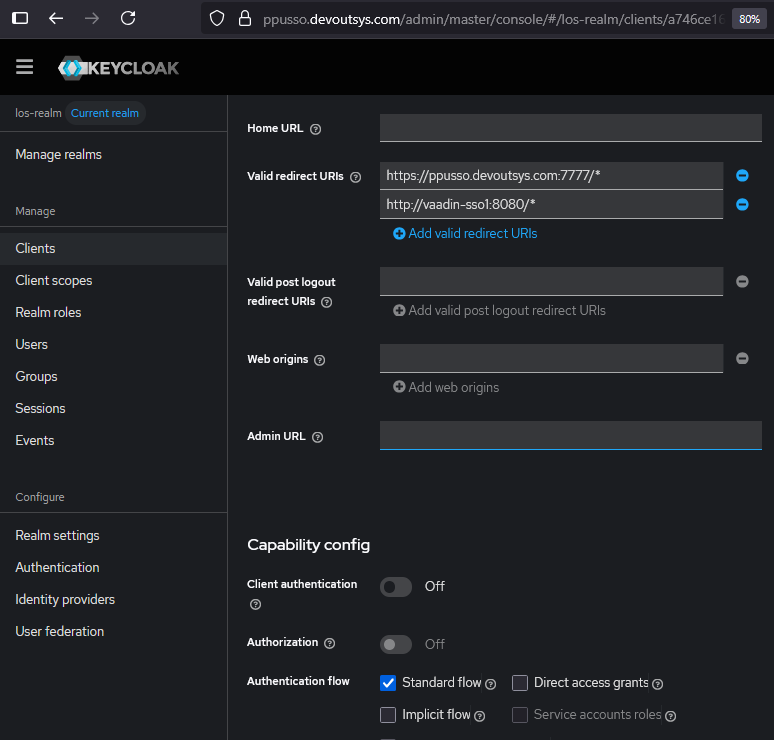 ppusso.devoutsys.com/admin/master/console/#/los-realm/clients/a746ce16
80%
KEYCLOAK
los-realm Current realm
Manage realms
Manage
Clients
Client scopes
Realm roles
Users
Groups
Sessions
Events
Configure
Realm settings
Authentication
Identity providers
User federation
Home URL
Valid redirect URIs
https://ppusso.devoutsys.com:7777/*
http://vaadin-sso1:8080/*
Add valid redirect URIs
Valid post logout
redirect URIs
Add valid post logout redirect URIs
Web origins
Add web origins
Admin URL
Capability config
Client authentication
Off
Authorization
Off
Authentication flow
Standard flow
Direct access grants
Implicit flow
Service accounts roles